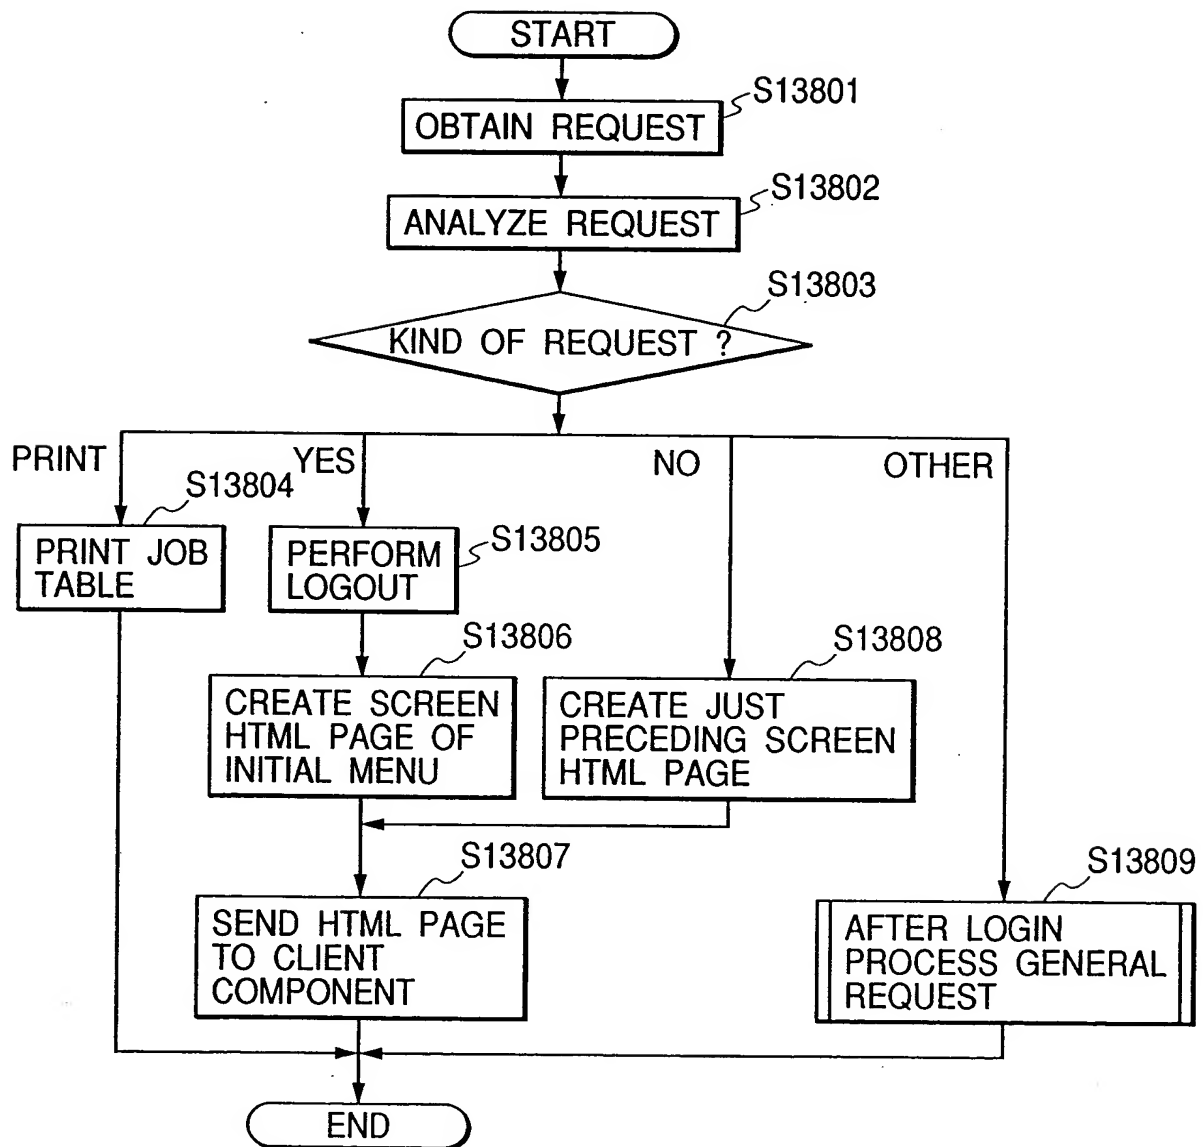 START
S13801
OBTAIN REQUEST
S13802
ANALYZE REQUEST
S13803
KIND OF REQUEST ?
PRINT
YES
NO
OTHER
S13804
PRINT JOB
TABLE
S13805
PERFORM
LOGOUT
S13806
CREATE SCREEN
HTML PAGE OF
INITIAL MENU
S13808
CREATE JUST
PRECEDING SCREEN
HTML PAGE
S13807
SEND HTML PAGE
TO CLIENT
COMPONENT
S13809
AFTER LOGIN
PROCESS GENERAL
REQUEST
END